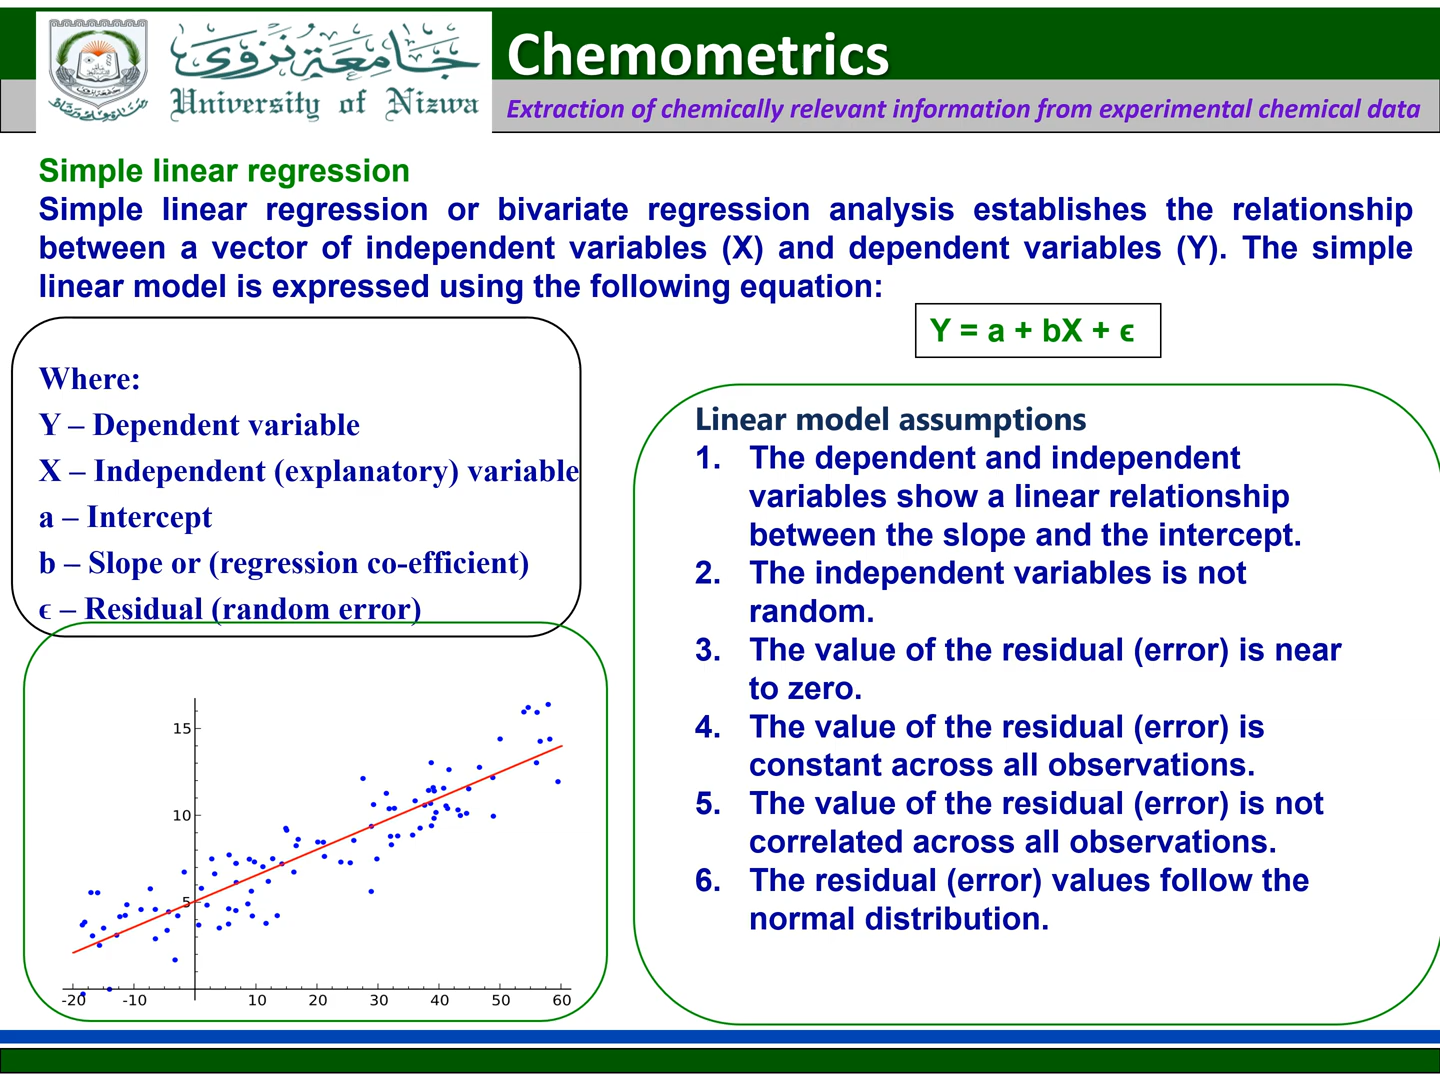 جامعة نزوى
University of Nizwa
Chemometrics
Extraction of chemically relevant information from experimental chemical data
Simple linear regression
Simple linear regression or bivariate regression analysis establishes the relationship
between a vector of independent variables (X) and dependent variables (Y). The simple
linear model is expressed using the following equation:
Y = a + bX + ϵ
Where:
Y – Dependent variable
X – Independent (explanatory) variable
a – Intercept
b – Slope or (regression co-efficient)
ϵ – Residual (random error)
15
10
5
-20 -10 10 20 30 40 50 60
Linear model assumptions
1. The dependent and independent
variables show a linear relationship
between the slope and the intercept.
2. The independent variables is not
random.
3. The value of the residual (error) is near
to zero.
4. The value of the residual (error) is
constant across all observations.
5. The value of the residual (error) is not
correlated across all observations.
6. The residual (error) values follow the
normal distribution.